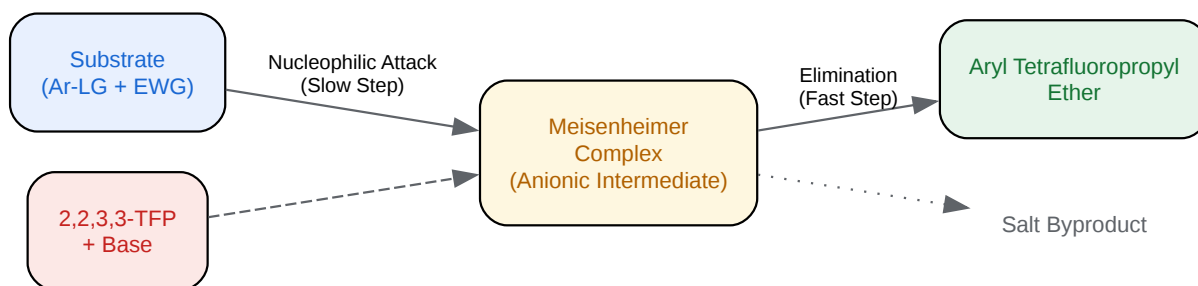 Substrate
(Ar-LG + EWG)
Nucleophilic Attack
(Slow Step)
2,2,3,3-TFP
+ Base
Meisenheimer
Complex
(Anionic Intermediate)
Elimination
(Fast Step)
Aryl Tetrafluoropropyl
Ether
Salt Byproduct